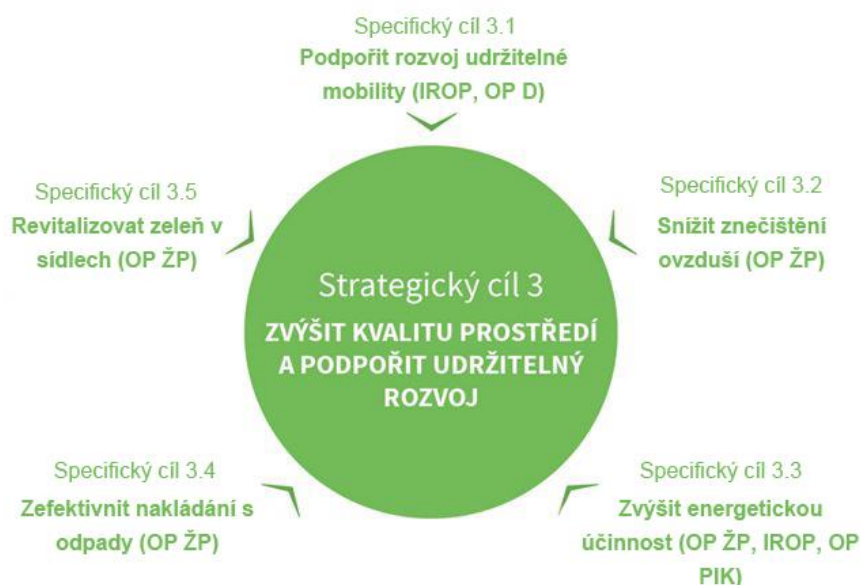 Specifický cíl 3.1
Podpořit rozvoj udržitelné
mobility (IROP, OP D)
Specifický cíl 3.5
Revitalizovat zeleň v
sídlech (OP ŽP)
Specifický cíl 3.2
Snížit znečištění
ovzduší (OP ŽP)
Strategický cíl 3
ZVÝŠIT KVALITU PROSTŘEDÍ
A PODPOŘIT UDRŽITELNÝ
ROZVOJ
Specifický cíl 3.4
Zefektivnit nakládání s
odpady (OP ŽP)
Specifický cíl 3.3
Zvýšit energetickou
účinnost (OP ŽP, IROP, OP
PIK)